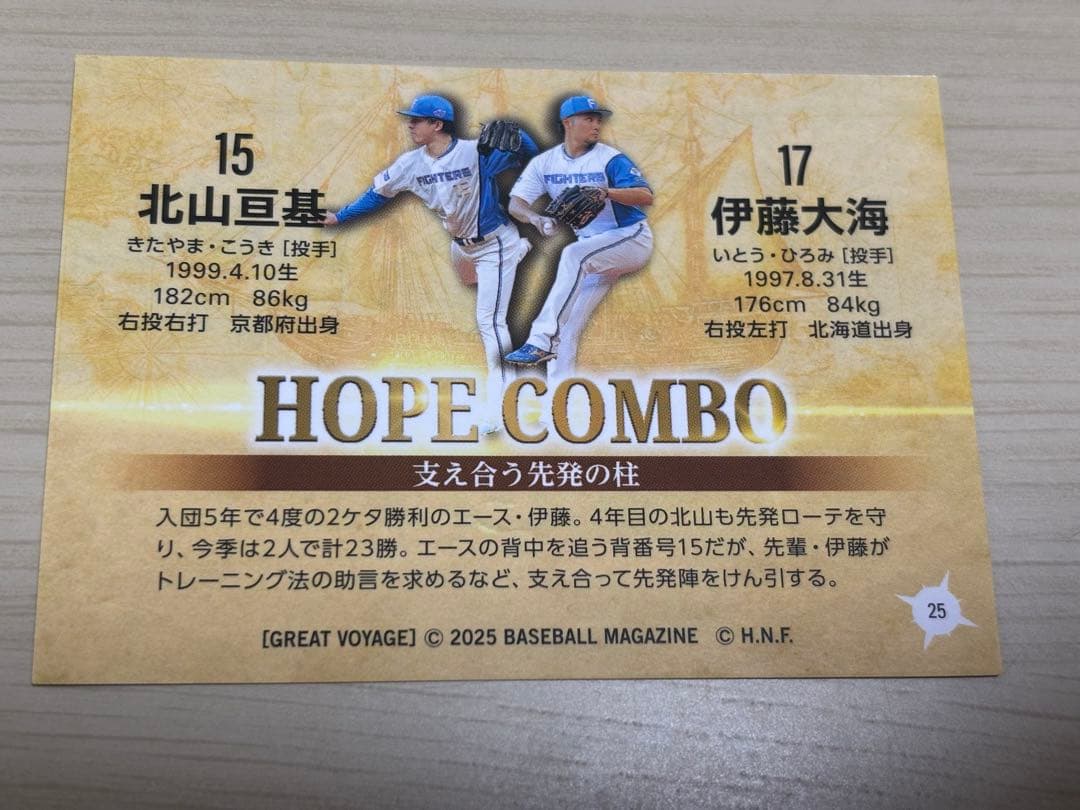 15
北山亘基
きたやま・こうき [投手]
1999.4.10生
182cm 86kg
右投右打 京都府出身
FIGHTERS
15
F
FIGHTERS
17
伊藤大海
いとう・ひろみ [投手]
1997.8.31生
176cm 84kg
右投左打 北海道出身
HOPE COMBO
支え合う先発の柱
入団5年で4度の2ケタ勝利のエース・伊藤。4年目の北山も先発ローテを守
り、今季は2人で計23勝。エースの背中を追う背番号15だが、先輩・伊藤が
トレーニング法の助言を求めるなど、支え合って先発陣をけん引する。
25
[GREAT VOYAGE] © 2025 BASEBALL MAGAZINE © H.N.F.